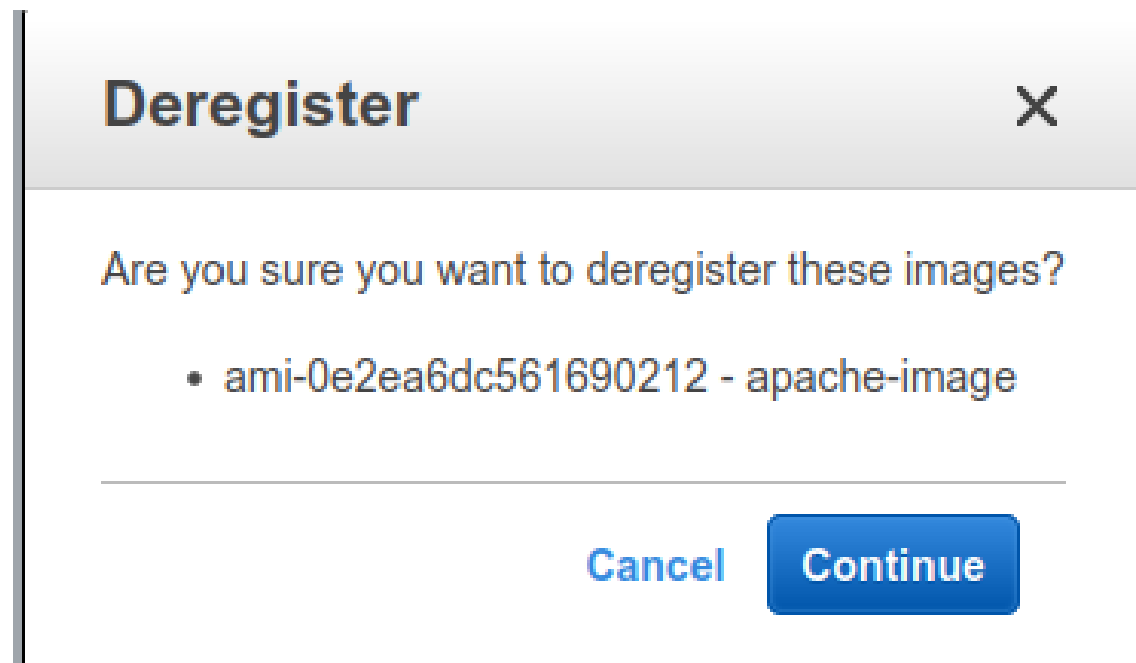 Deregister
Are you sure you want to deregister these images?
• ami-0e2ea6dc561690212 - apache-image
Cancel Continue